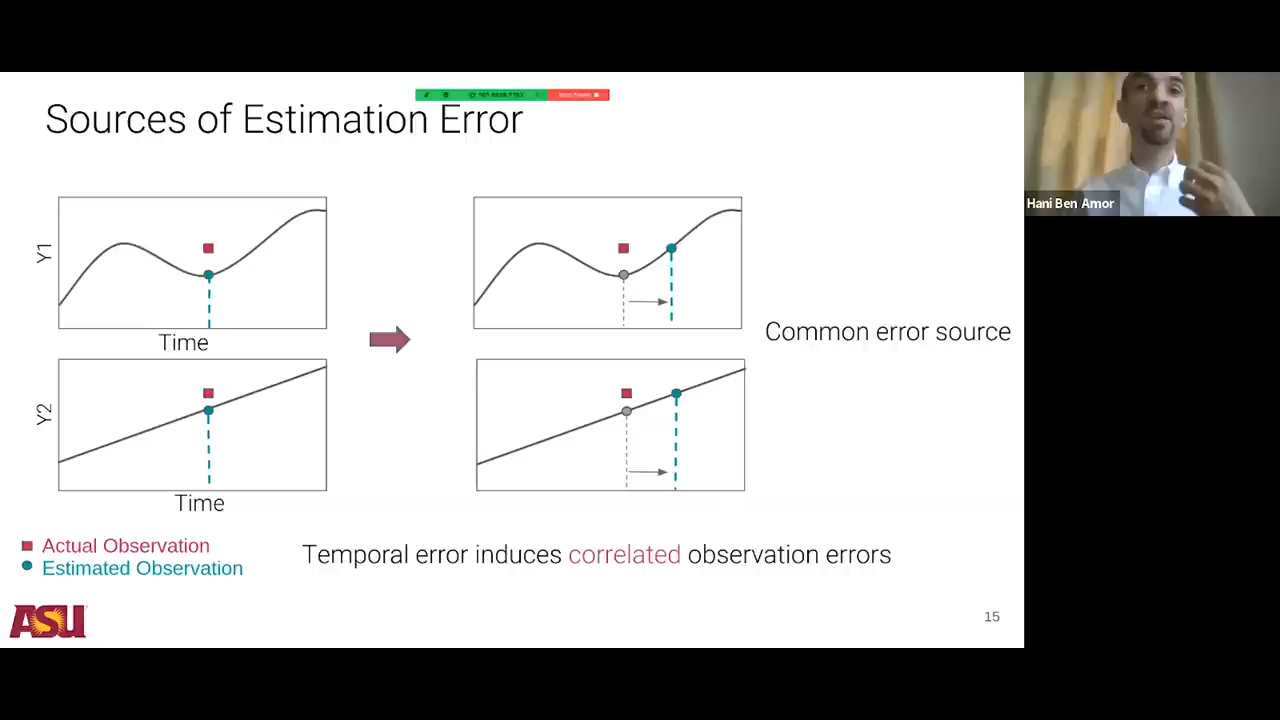 Sources of Estimation Error
Hani Ben Amor
Y1
Time
Common error source
Y2
Time
Actual Observation
Estimated Observation
Temporal error induces correlated observation errors
ASU
15